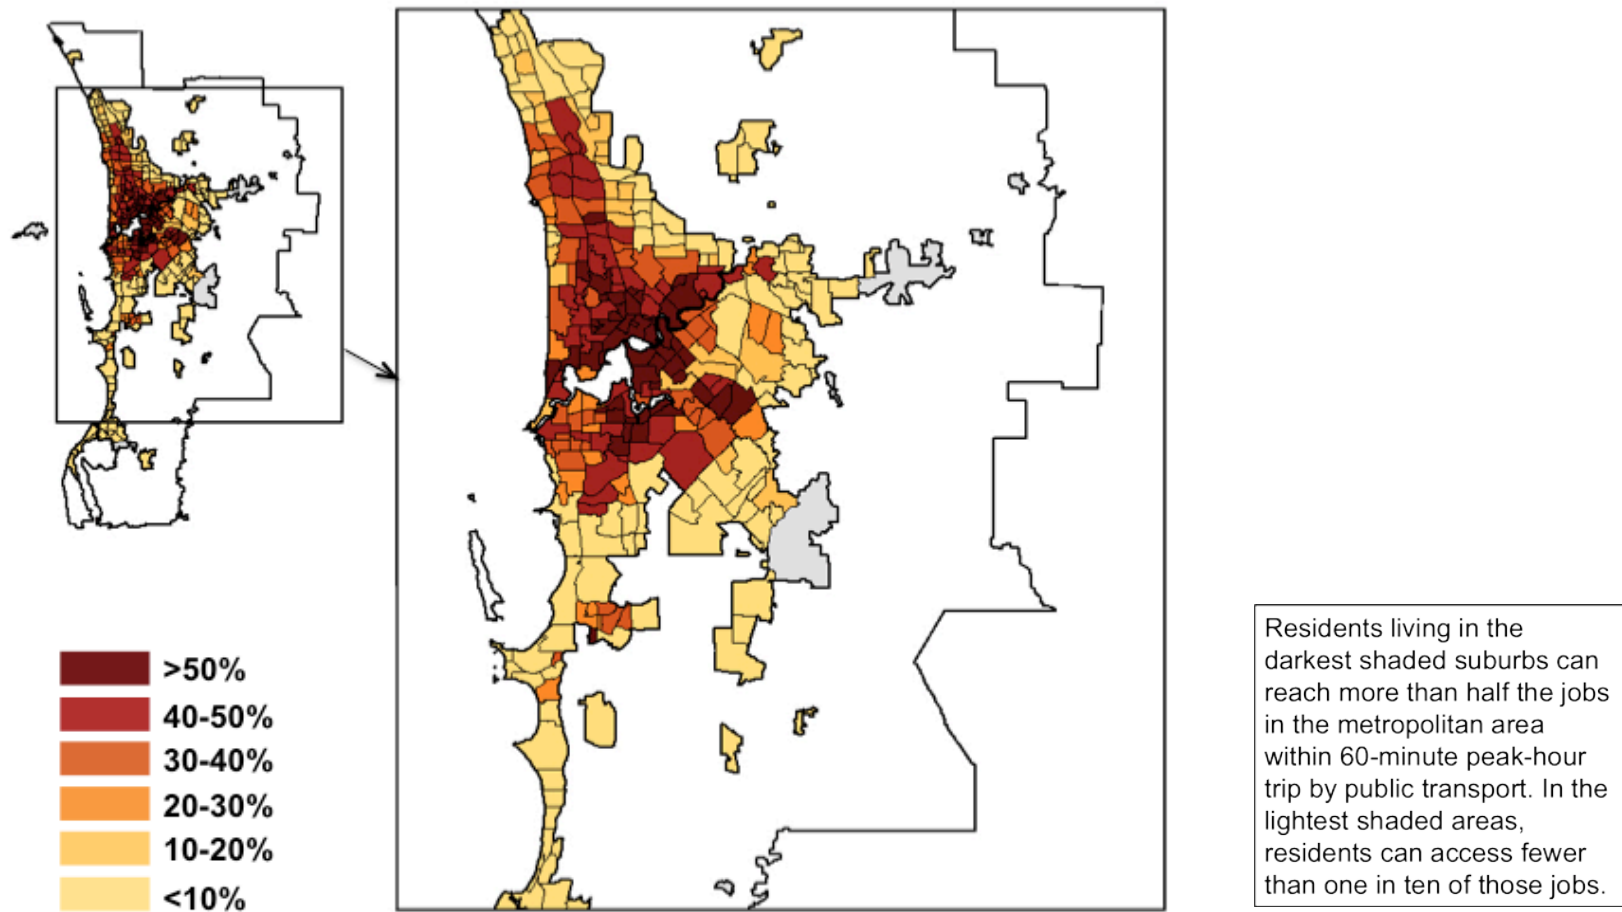 >50%
40-50%
30-40%
20-30%
10-20%
<10%
Residents living in the
darkest shaded suburbs can
reach more than half the jobs
in the metropolitan area
within 60-minute peak-hour
trip by public transport. In the
lightest shaded areas,
residents can access fewer
than one in ten of those jobs.